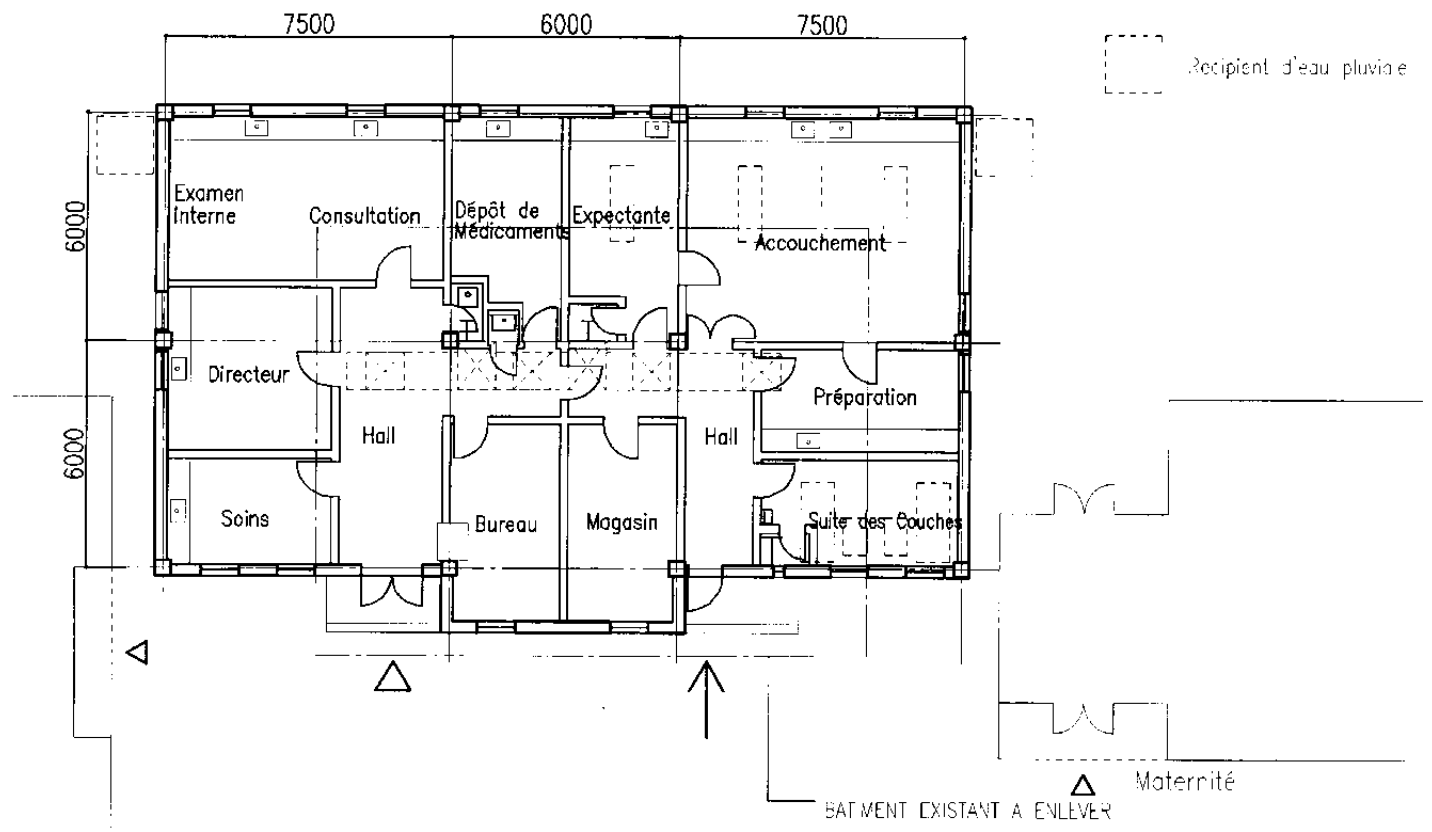 7500 6000 7500
Récipient d'eau pluviale
6000
6000
Examen
interne
Consultation
Dépôt de
Médicaments
Expectante
Accouchement
Directeur
Hall
Hall
Préparation
Soins
Bureau
Magasin
Suite des Couches
Maternité
BATIMENT EXISTANT A ENLEVER